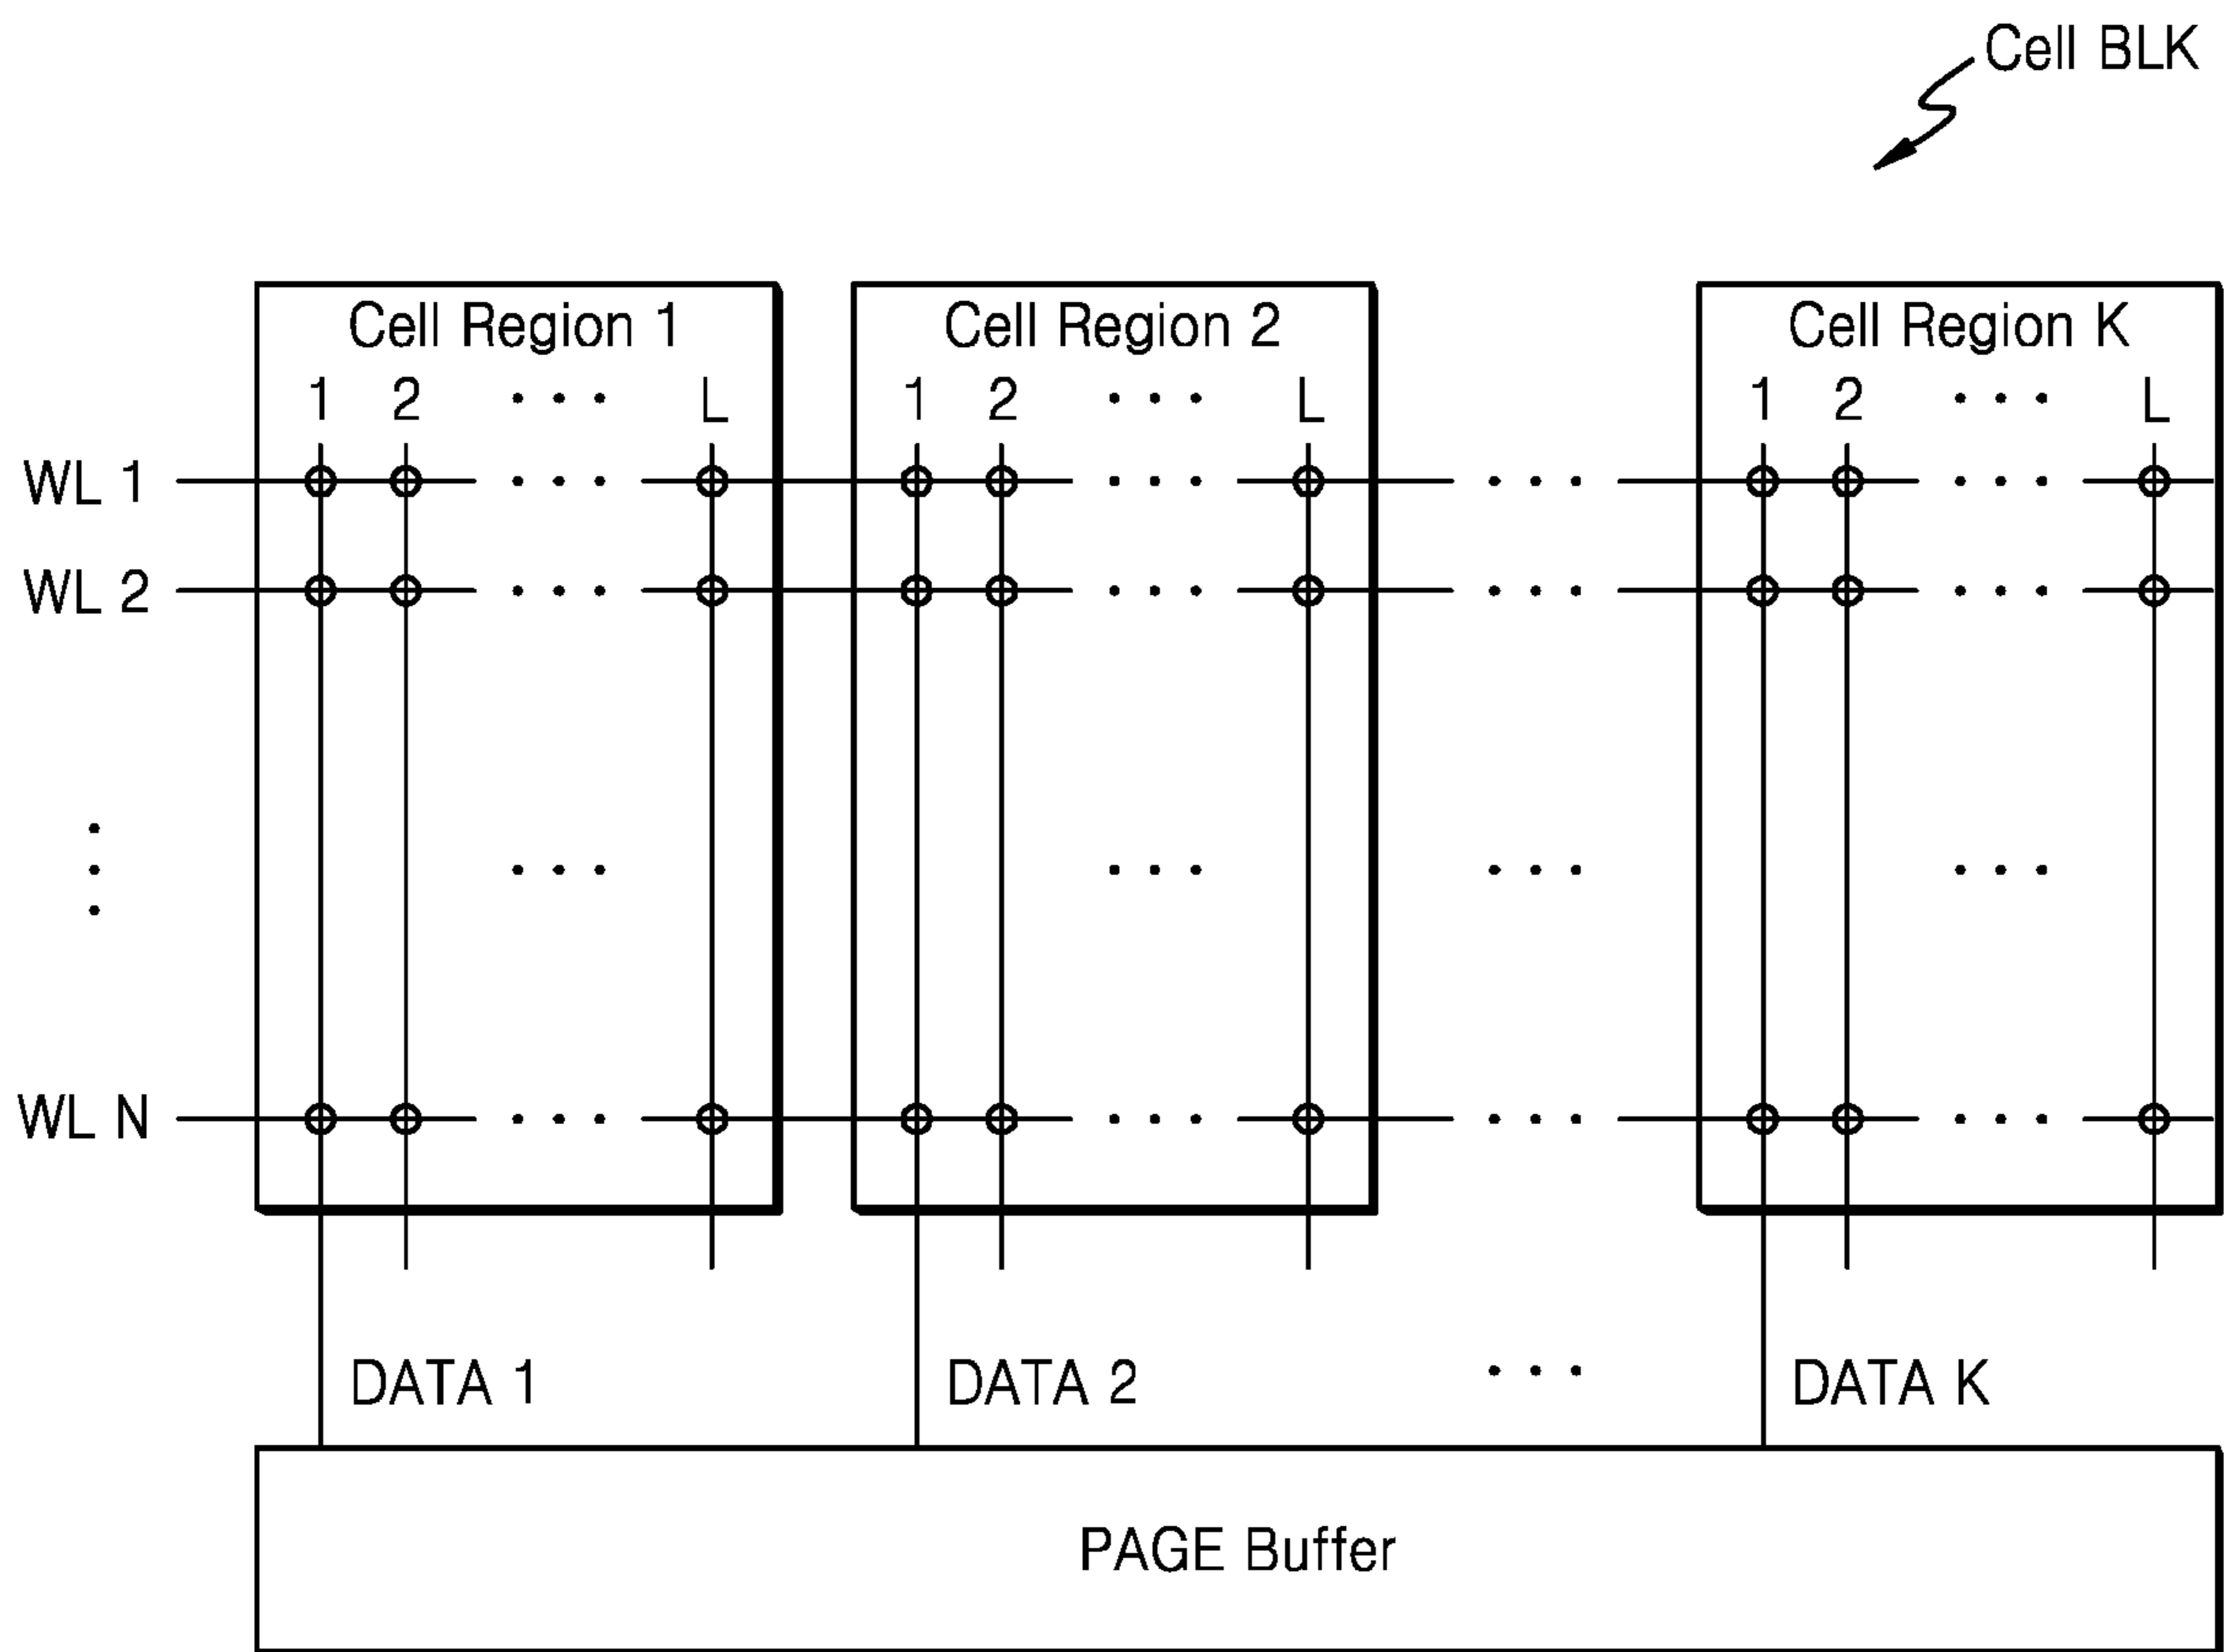 Cell BLK
Cell Region 1 Cell Region 2 Cell Region K
1 2 ... L 1 2 ... L 1 2 ... L
WL 1
WL 2
WL N
DATA 1 DATA 2 ... DATA K
PAGE Buffer